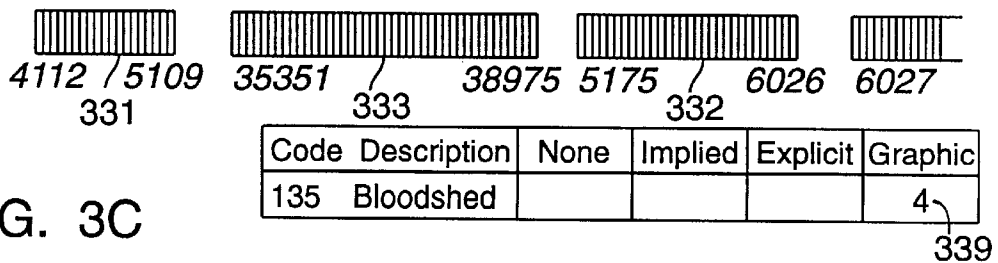 4112 5109 35351 38975 5175 6026 6027
331 333 332
Code Description None Implied Explicit Graphic
135 Bloodshed 4
G. 3C
339